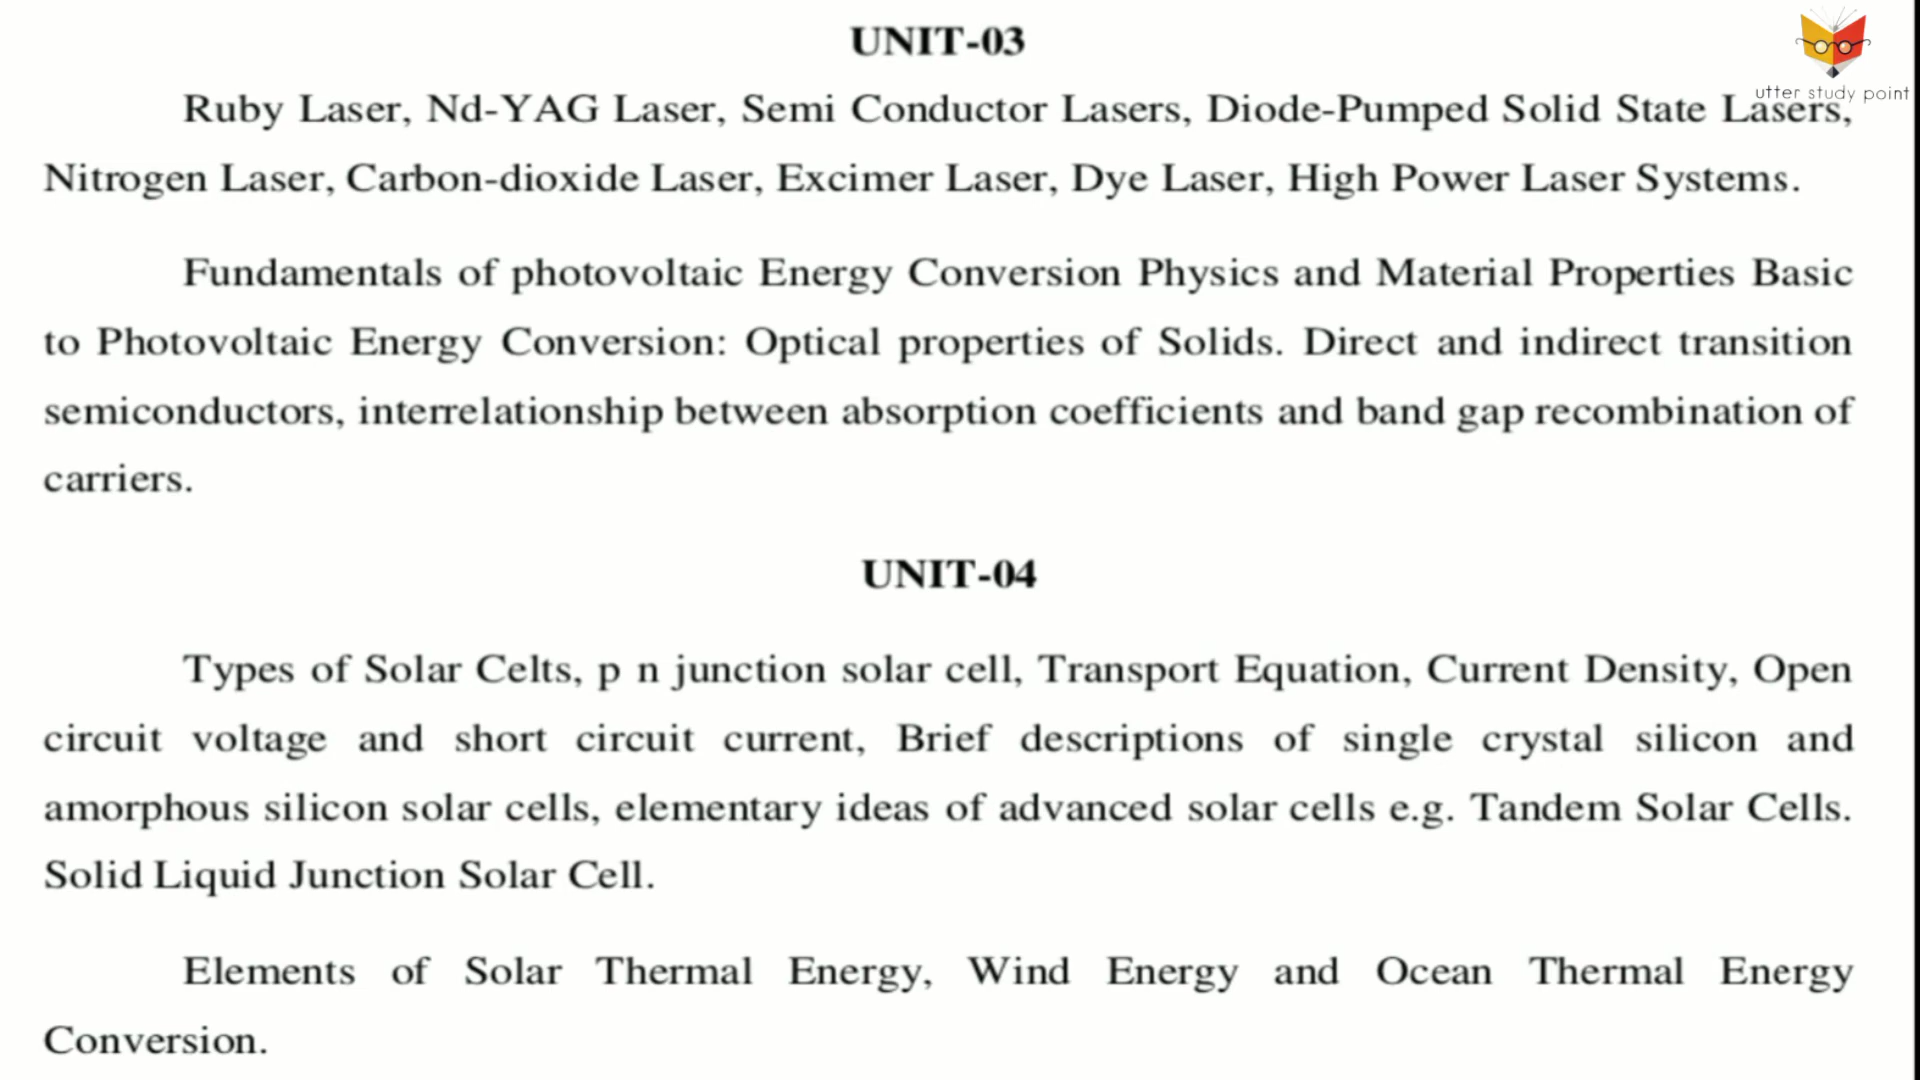 UNIT-03
utter study point
Ruby Laser, Nd-YAG Laser, Semi Conductor Lasers, Diode-Pumped Solid State Lasers,
Nitrogen Laser, Carbon-dioxide Laser, Excimer Laser, Dye Laser, High Power Laser Systems.
Fundamentals of photovoltaic Energy Conversion Physics and Material Properties Basic
to Photovoltaic Energy Conversion: Optical properties of Solids. Direct and indirect transition
semiconductors, interrelationship between absorption coefficients and band gap recombination of
carriers.
UNIT-04
Types of Solar Celts, p n junction solar cell, Transport Equation, Current Density, Open
circuit voltage and short circuit current, Brief descriptions of single crystal silicon and
amorphous silicon solar cells, elementary ideas of advanced solar cells e.g. Tandem Solar Cells.
Solid Liquid Junction Solar Cell.
Elements of Solar Thermal Energy, Wind Energy and Ocean Thermal Energy
Conversion.